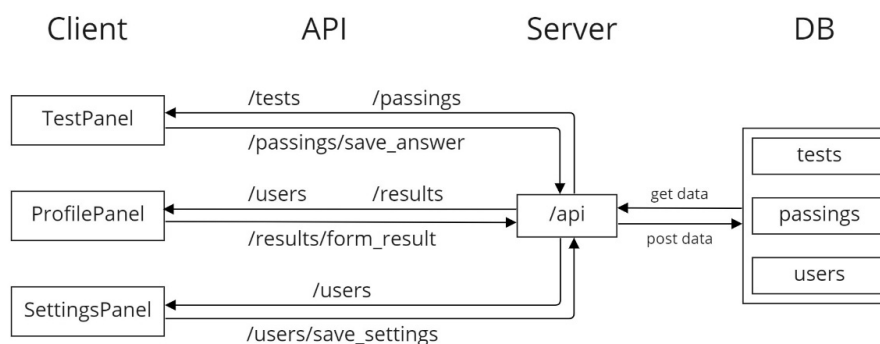 Client API Server DB
/tests /passings
TestPanel
/passings/save_answer
tests
/users /results
get data
ProfilePanel
/api
passings
/results/form_result
post data
users
/users
SettingsPanel
/users/save_settings